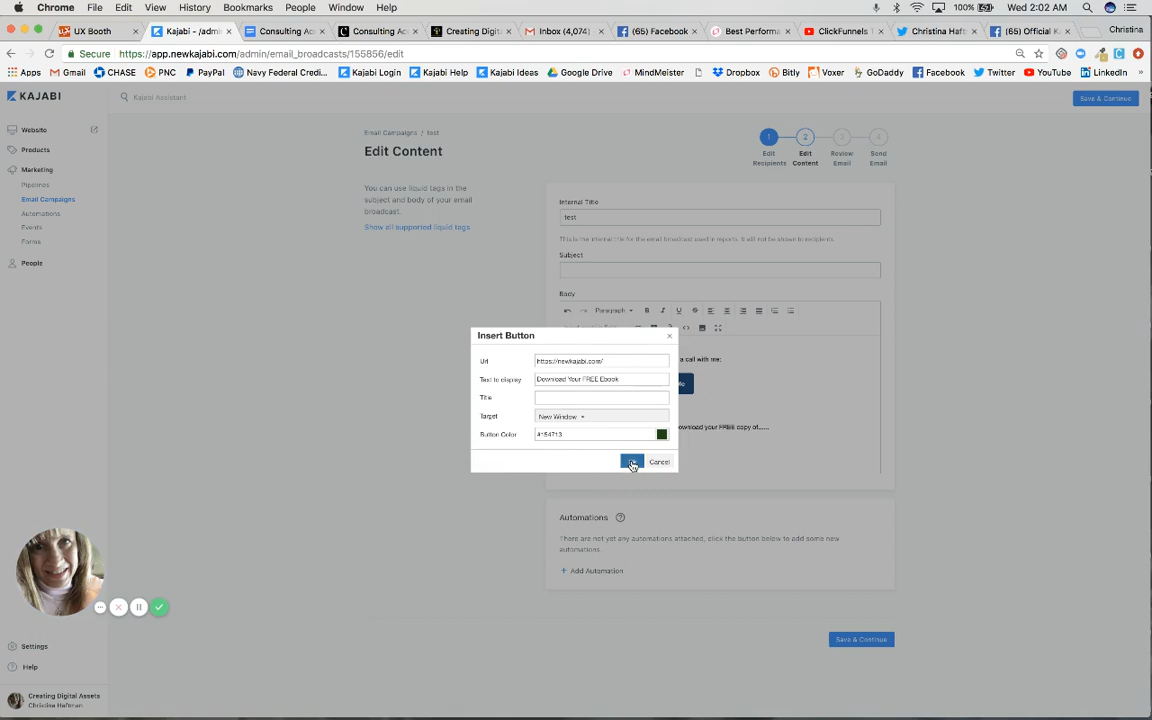 Chrome File Edit View History Bookmarks People Window Help 100% Wed 2:02 AM
UX Booth Kajabi - /admi Consulting Ac Consulting Ac Creating Digit Inbox (4,074) (65) Facebook Best Performa ClickFunnels T Christina Haft (65) Official K Christina
Secure https://app.newkajabi.com/admin/email_broadcasts/155856/edit
Apps Gmail CHASE PNC PayPal Navy Federal Credi... Kajabi Login Kajabi Help Kajabi Ideas Google Drive MindMeister Dropbox Bitly Voxer GoDaddy Facebook Twitter YouTube LinkedIn »
KAJABI
Kajabi Assistant
Save & Continue
Website
Products
Marketing
Pipelines
Email Campaigns
Automations
Events
Forms
People
Email Campaigns / test
Edit Content
1 2 3 4
Edit Recipients Edit Content Review Email Send Email
You can use liquid tags in the
subject and body of your email
broadcast.
Show all supported liquid tags
Internal Title
test
This is the internal title for the email broadcast used in reports. It will not be shown to recipients.
Subject
Body
Paragraph B I U S
Insert Button ×
Url https://newkajabi.com/
Text to display Download Your FREE Ebook
Title
Target New Window
Button Color #154713
Cancel
a call with me:
ownload your FREE copy of......
Automations ?
There are not yet any automations attached, click the button below to add some new
automations.
+ Add Automation
Save & Continue
Settings
Help
Creating Digital Assets
Christina Haftman